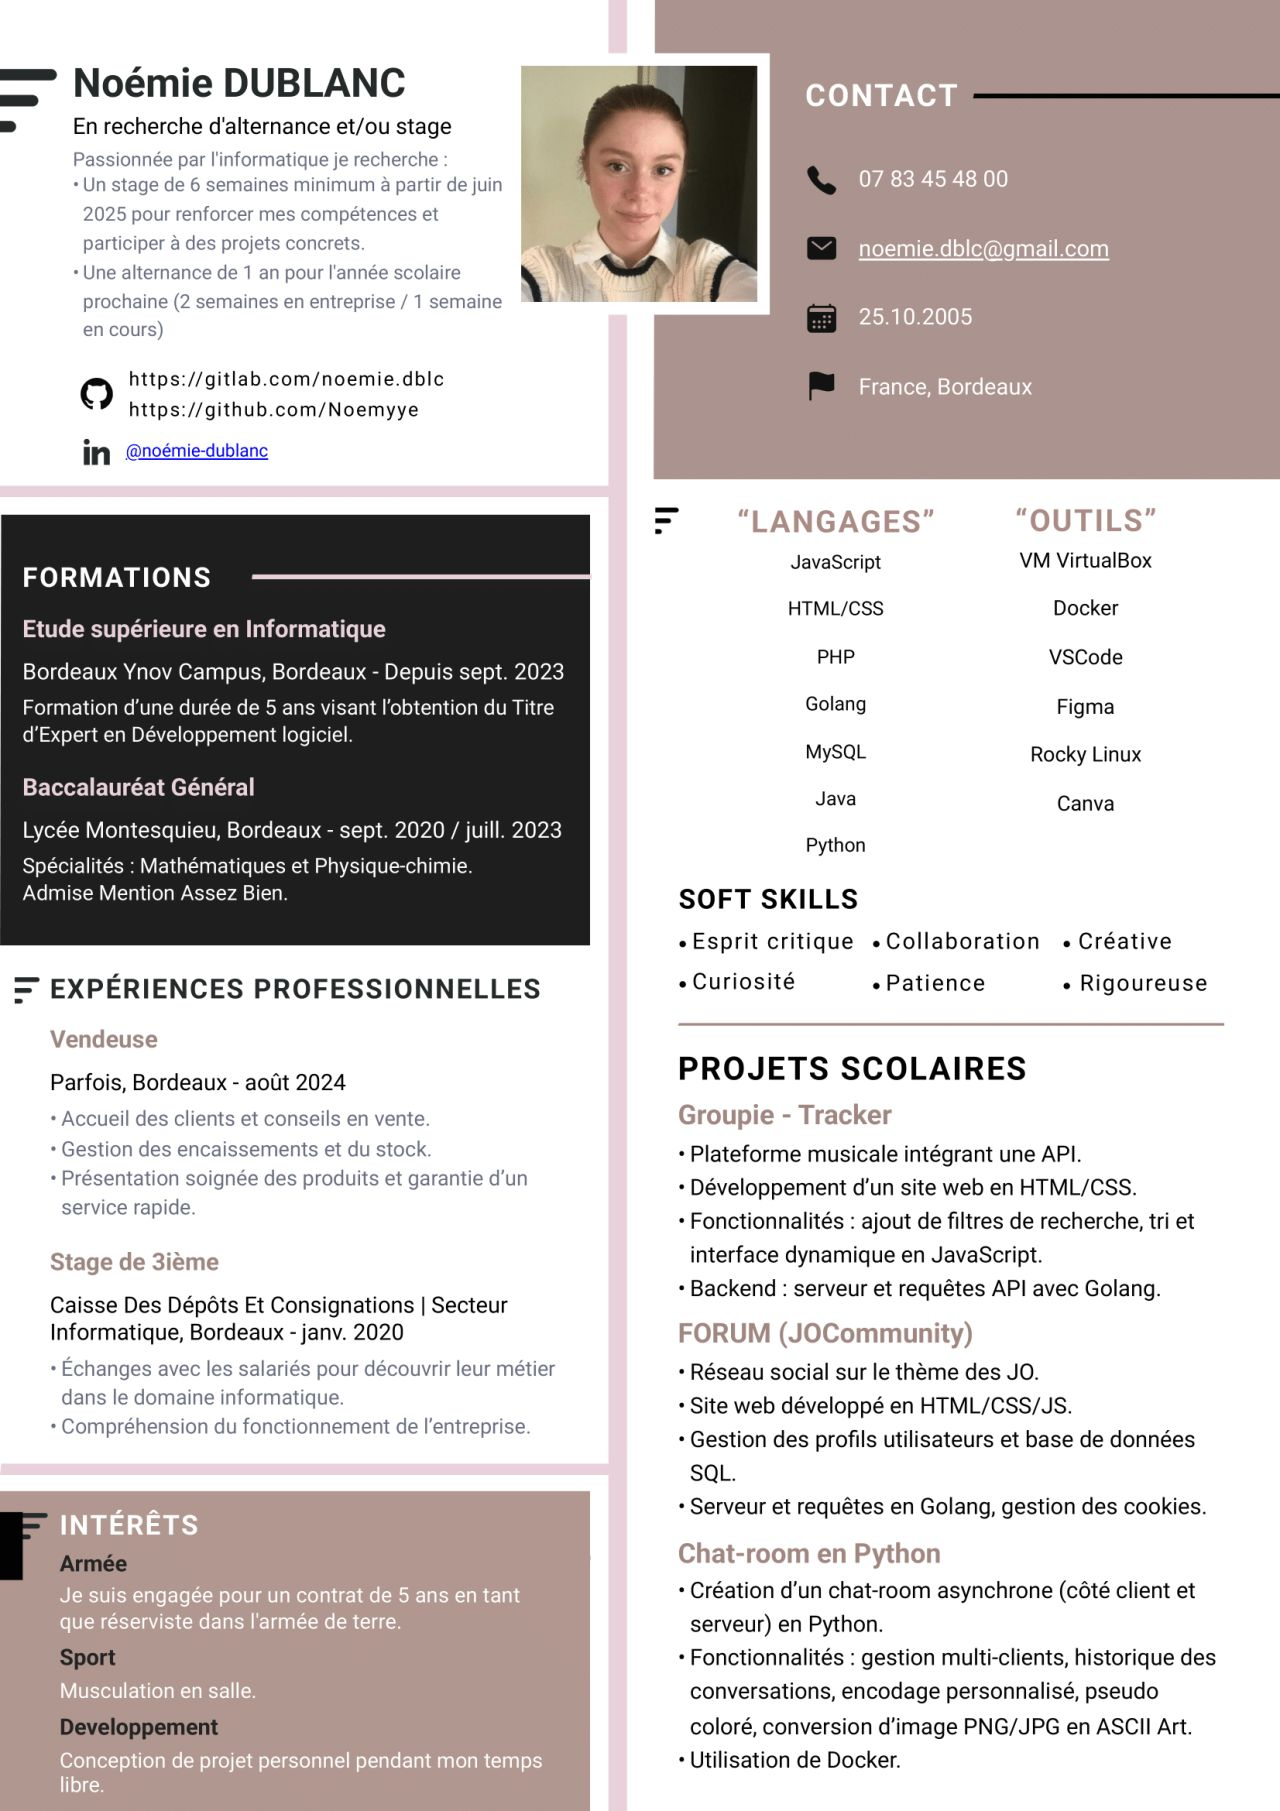 Noémie DUBLANC
En recherche d'alternance et/ou stage
Passionnée par l'informatique je recherche :
• Un stage de 6 semaines minimum à partir de juin
2025 pour renforcer mes compétences et
participer à des projets concrets.
• Une alternance de 1 an pour l'année scolaire
prochaine (2 semaines en entreprise / 1 semaine
en cours)
https://gitlab.com/noemie.dblc
https://github.com/Noemyye
in @noémie-dublanc
CONTACT
07 83 45 48 00
noemie.dblc@gmail.com
25.10.2005
France, Bordeaux
FORMATIONS
Etude supérieure en Informatique
Bordeaux Ynov Campus, Bordeaux - Depuis sept. 2023
Formation d’une durée de 5 ans visant l’obtention du Titre
d’Expert en Développement logiciel.
Baccalauréat Général
Lycée Montesquieu, Bordeaux - sept. 2020 / juill. 2023
Spécialités : Mathématiques et Physique-chimie.
Admise Mention Assez Bien.
EXPÉRIENCES PROFESSIONNELLES
Vendeuse
Parfois, Bordeaux - août 2024
• Accueil des clients et conseils en vente.
• Gestion des encaissements et du stock.
• Présentation soignée des produits et garantie d’un
service rapide.
Stage de 3ième
Caisse Des Dépôts Et Consignations | Secteur
Informatique, Bordeaux - janv. 2020
• Échanges avec les salariés pour découvrir leur métier
dans le domaine informatique.
• Compréhension du fonctionnement de l’entreprise.
INTÉRÊTS
Armée
Je suis engagée pour un contrat de 5 ans en tant
que réserviste dans l'armée de terre.
Sport
Musculation en salle.
Developpement
Conception de projet personnel pendant mon temps
libre.
“LANGAGES”
JavaScript
HTML/CSS
PHP
Golang
MySQL
Java
Python
“OUTILS”
VM VirtualBox
Docker
VSCode
Figma
Rocky Linux
Canva
SOFT SKILLS
• Esprit critique • Collaboration • Créative
• Curiosité • Patience • Rigoureuse
PROJETS SCOLAIRES
Groupie - Tracker
• Plateforme musicale intégrant une API.
• Développement d’un site web en HTML/CSS.
• Fonctionnalités : ajout de filtres de recherche, tri et
interface dynamique en JavaScript.
• Backend : serveur et requêtes API avec Golang.
FORUM (JOCommunity)
• Réseau social sur le thème des JO.
• Site web développé en HTML/CSS/JS.
• Gestion des profils utilisateurs et base de données
SQL.
• Serveur et requêtes en Golang, gestion des cookies.
Chat-room en Python
• Création d’un chat-room asynchrone (côté client et
serveur) en Python.
• Fonctionnalités : gestion multi-clients, historique des
conversations, encodage personnalisé, pseudo
coloré, conversion d’image PNG/JPG en ASCII Art.
• Utilisation de Docker.